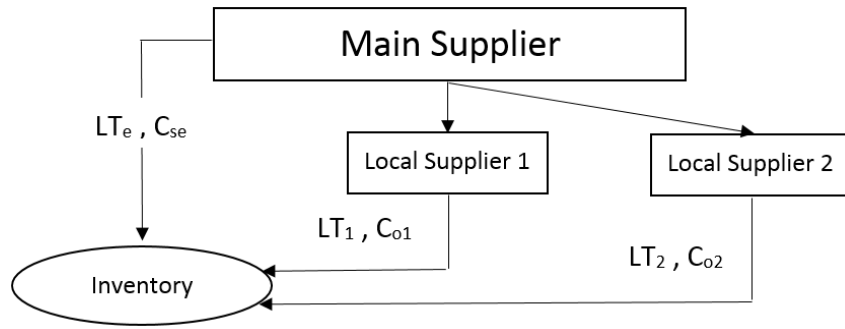 Main Supplier
LTe , Cse
Local Supplier 1
Local Supplier 2
LT1 , Co1
LT2 , Co2
Inventory